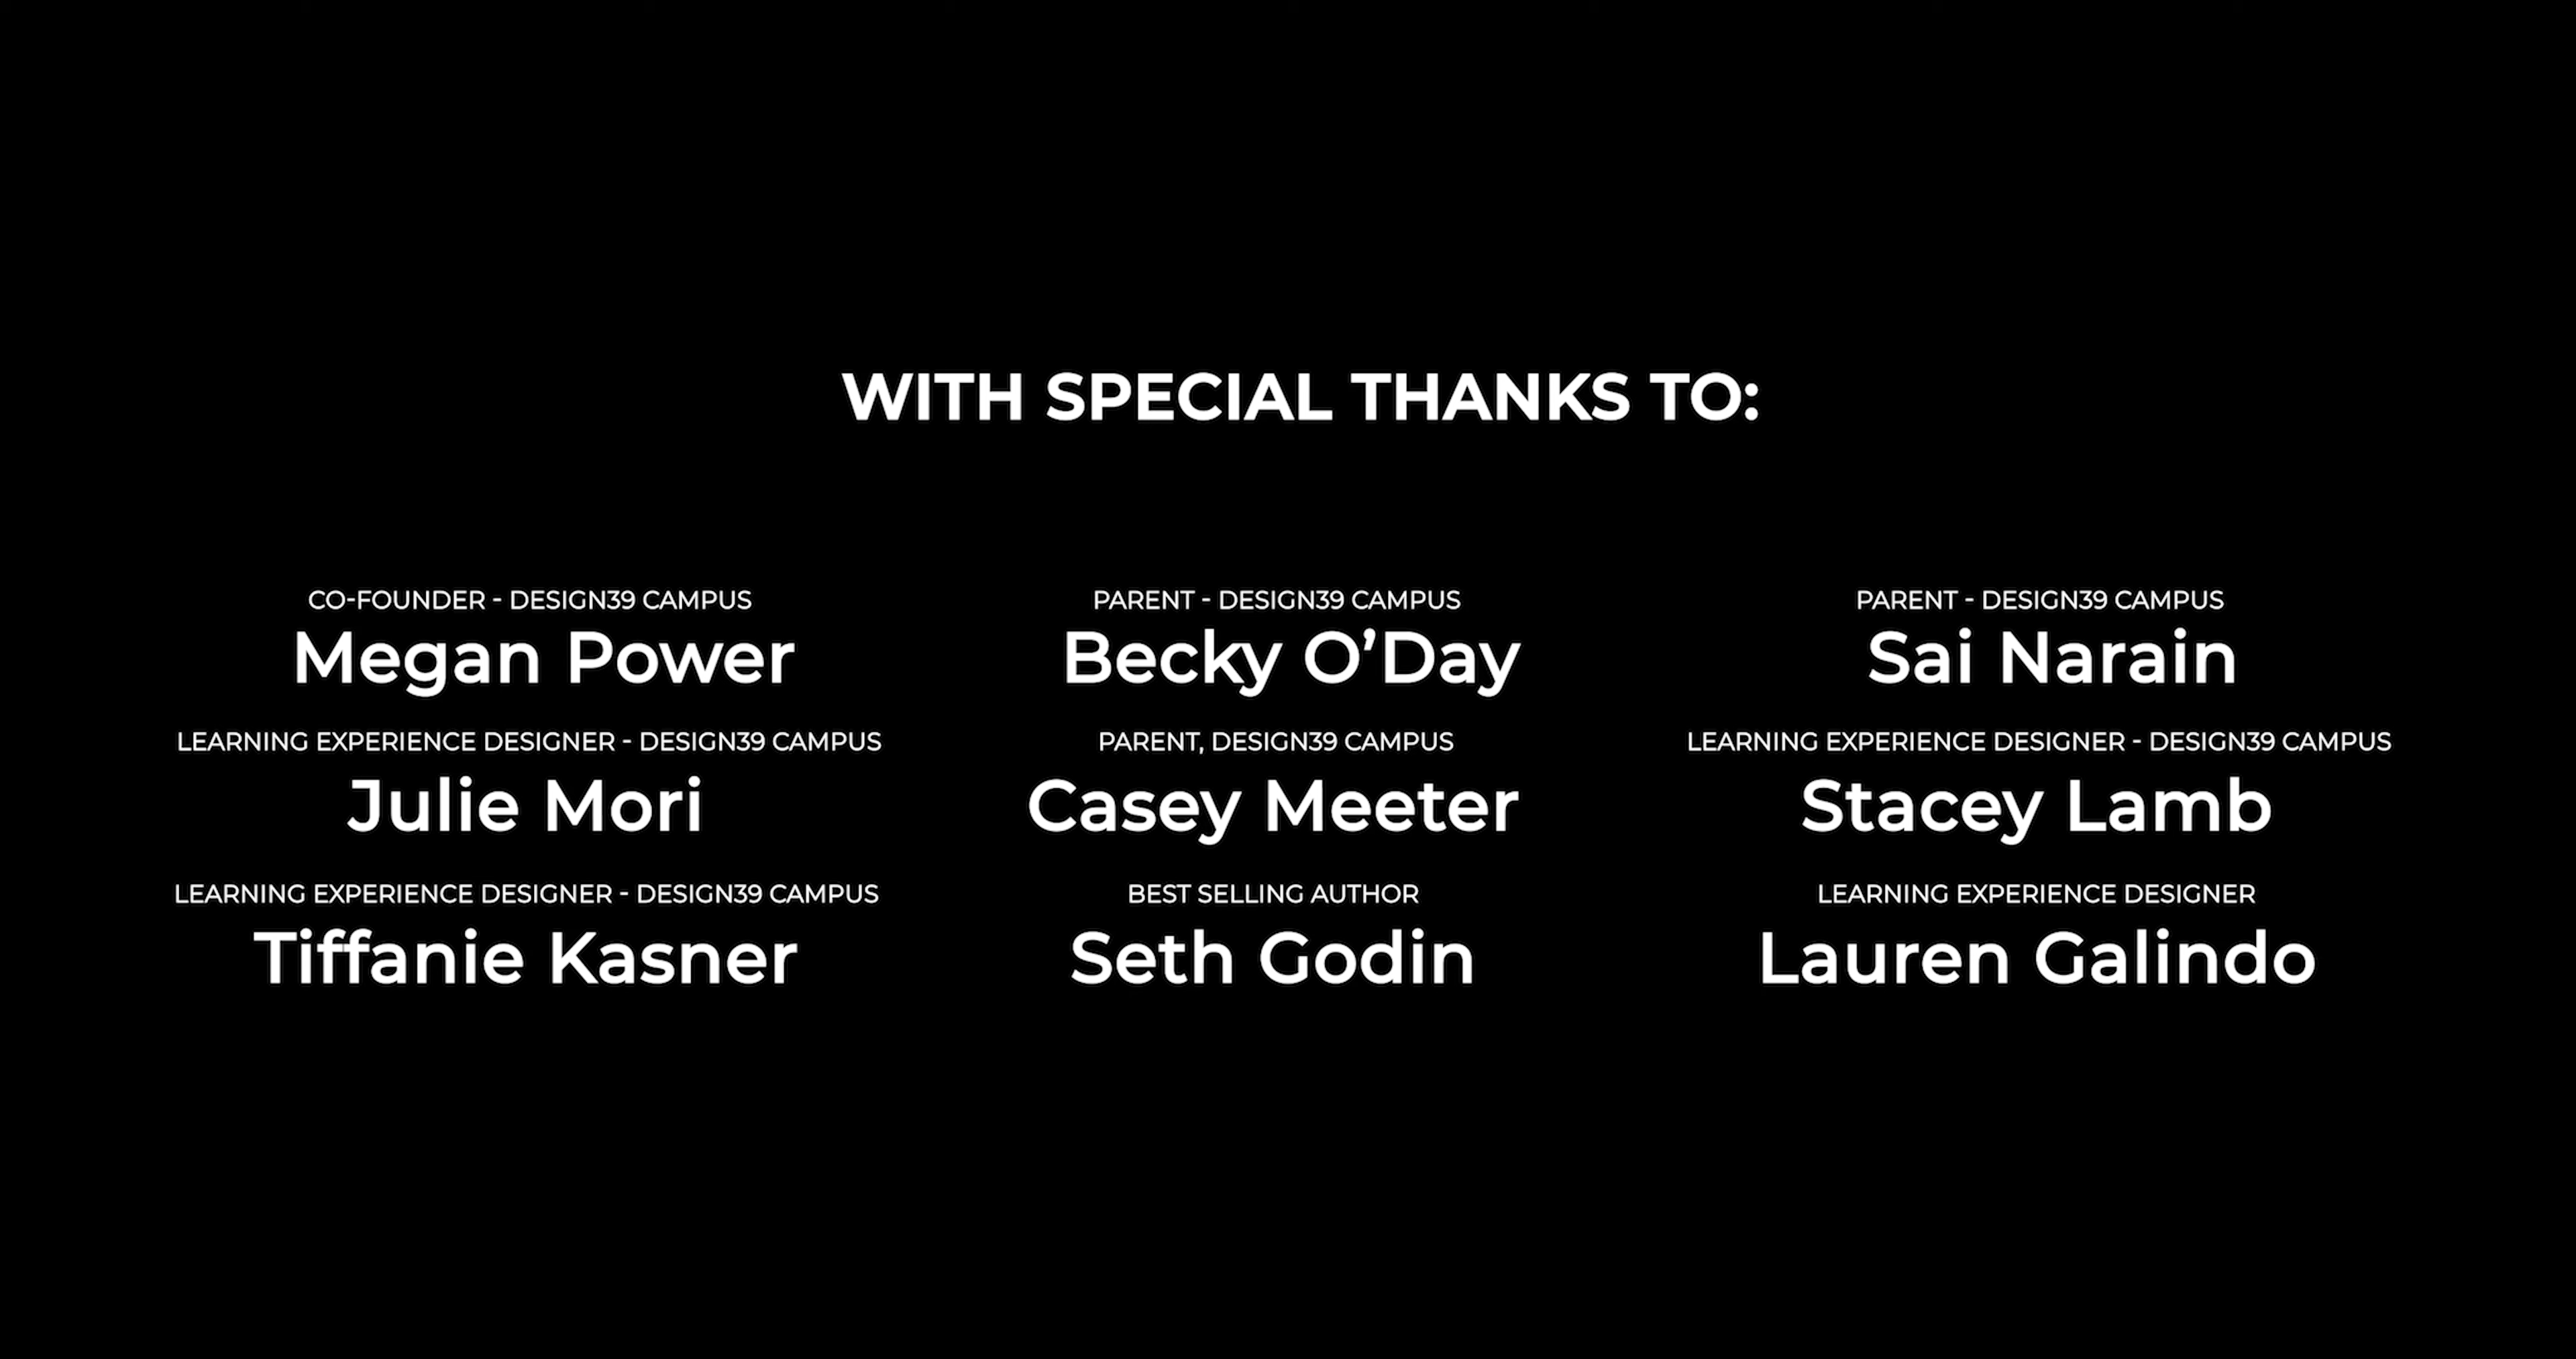 WITH SPECIAL THANKS TO:
CO-FOUNDER - DESIGN39 CAMPUS
Megan Power
PARENT - DESIGN39 CAMPUS
Becky O’Day
PARENT - DESIGN39 CAMPUS
Sai Narain
LEARNING EXPERIENCE DESIGNER - DESIGN39 CAMPUS
Julie Mori
PARENT, DESIGN39 CAMPUS
Casey Meeter
LEARNING EXPERIENCE DESIGNER - DESIGN39 CAMPUS
Stacey Lamb
LEARNING EXPERIENCE DESIGNER - DESIGN39 CAMPUS
Tiffanie Kasner
BEST SELLING AUTHOR
Seth Godin
LEARNING EXPERIENCE DESIGNER
Lauren Galindo